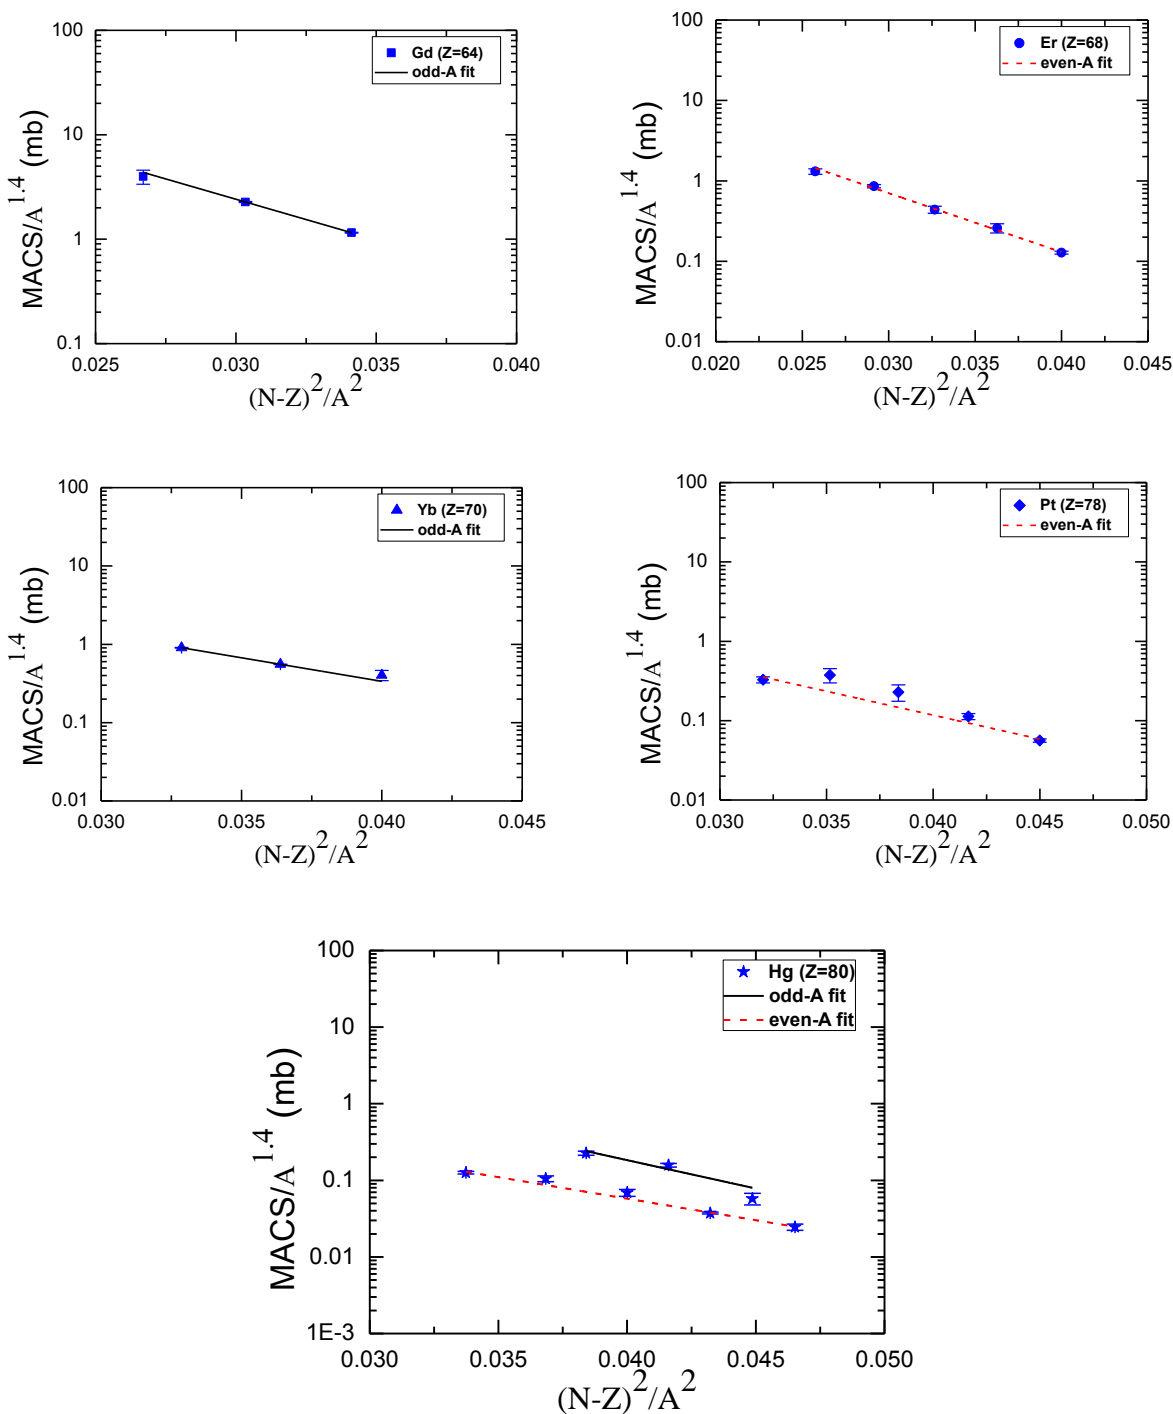 Gd (Z=64)
odd-A fit
100
10
1
0.1
0.025
0.030
0.035
0.040
MACS/A^1.4 (mb)
(N-Z)^2/A^2
Er (Z=68)
even-A fit
100
10
1
0.1
0.01
0.020
0.025
0.030
0.035
0.040
0.045
MACS/A^1.4 (mb)
(N-Z)^2/A^2
Yb (Z=70)
odd-A fit
100
10
1
0.1
0.01
0.030
0.035
0.040
0.045
MACS/A^1.4 (mb)
(N-Z)^2/A^2
Pt (Z=78)
even-A fit
100
10
1
0.1
0.01
0.030
0.035
0.040
0.045
0.050
MACS/A^1.4 (mb)
(N-Z)^2/A^2
Hg (Z=80)
odd-A fit
even-A fit
100
10
1
0.1
0.01
1E-3
0.030
0.035
0.040
0.045
0.050
MACS/A^1.4 (mb)
(N-Z)^2/A^2